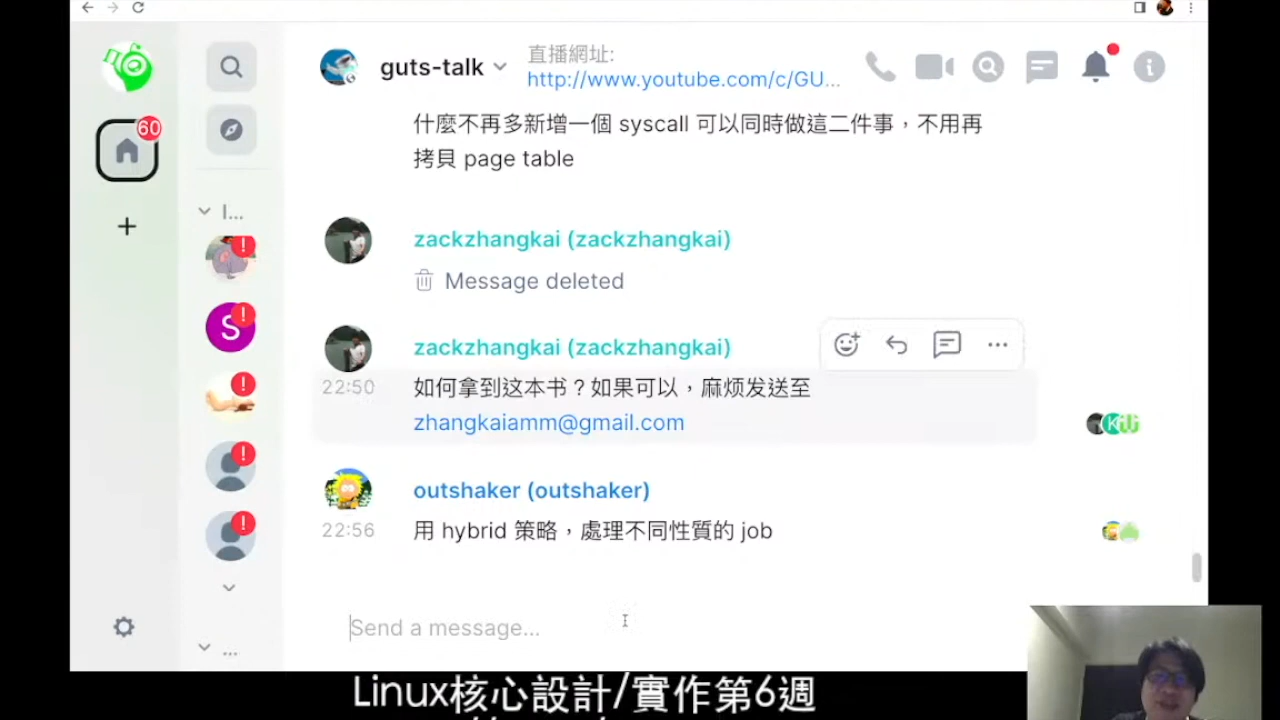 直播網址:
guts-talk
http://www.youtube.com/c/GU...
什麼不再多新增一個 syscall 可以同時做這二件事，不用再
拷貝 page table
60
I...
!
zackzhangkai (zackzhangkai)
Message deleted
!
S
zackzhangkai (zackzhangkai)
22:50 如何拿到这本书？如果可以，麻烦发送至
!
zhangkaiamm@gmail.com
K
!
outshaker (outshaker)
22:56 用 hybrid 策略，處理不同性質的 job
!
Send a message...
...
Linux核心設計/實作第6週